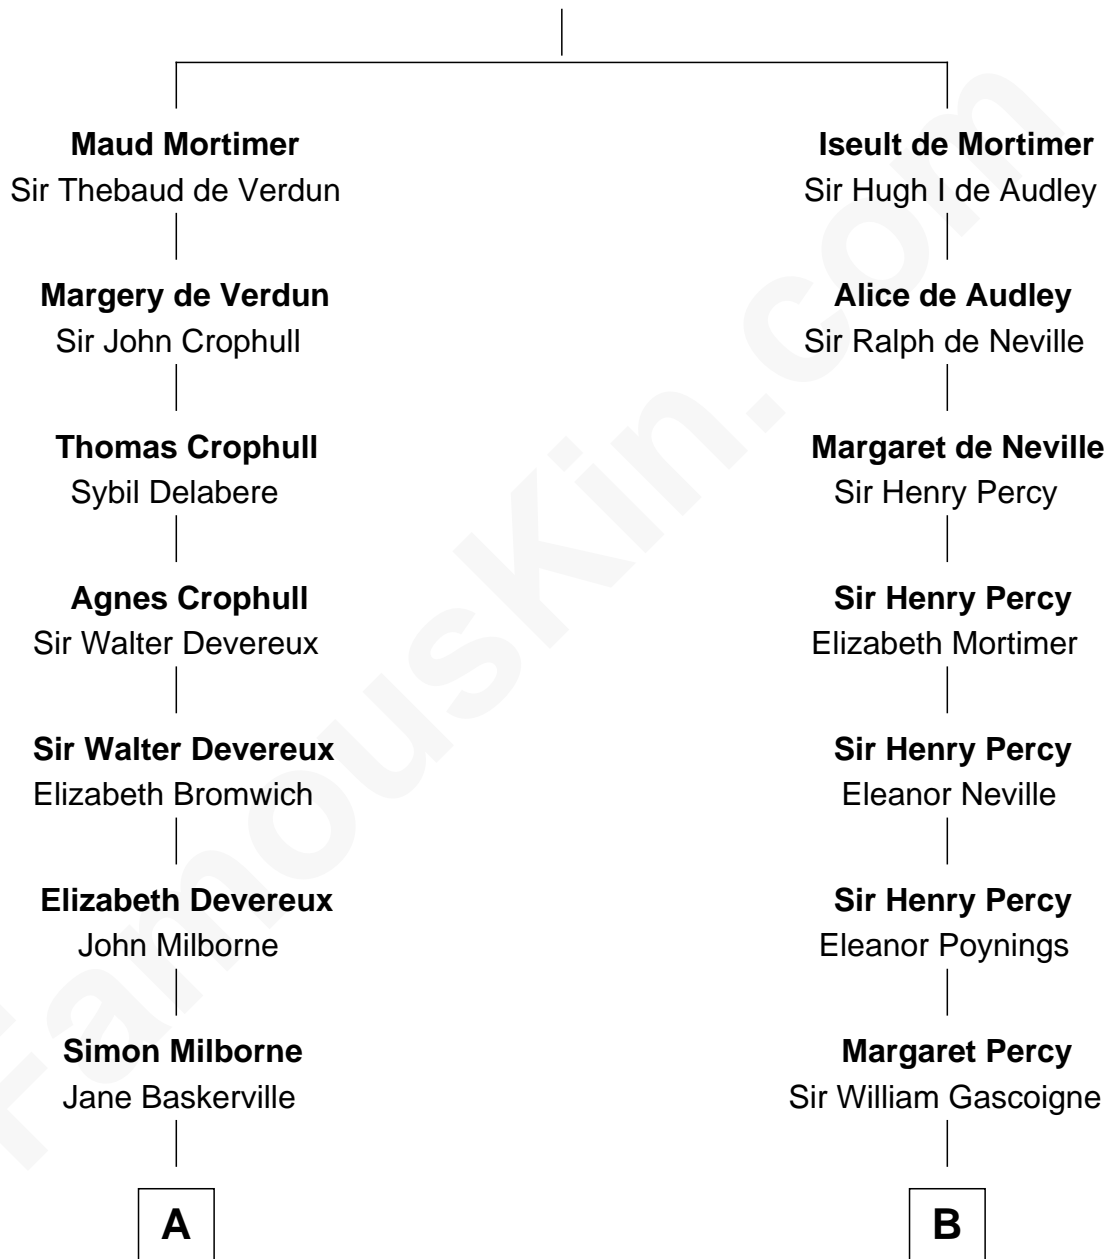 Maud Mortimer
Sir Thebaud de Verdun
Margery de Verdun
Sir John Crophull
Thomas Crophull
Sybil Delabere
Agnes Crophull
Sir Walter Devereux
Sir Walter Devereux
Elizabeth Bromwich
Elizabeth Devereux
John Milborne
Simon Milborne
Jane Baskerville
A
Iseult de Mortimer
Sir Hugh I de Audley
Alice de Audley
Sir Ralph de Neville
Margaret de Neville
Sir Henry Percy
Sir Henry Percy
Elizabeth Mortimer
Sir Henry Percy
Eleanor Neville
Sir Henry Percy
Eleanor Poynings
Margaret Percy
Sir William Gascoigne
B
FamousKin.com